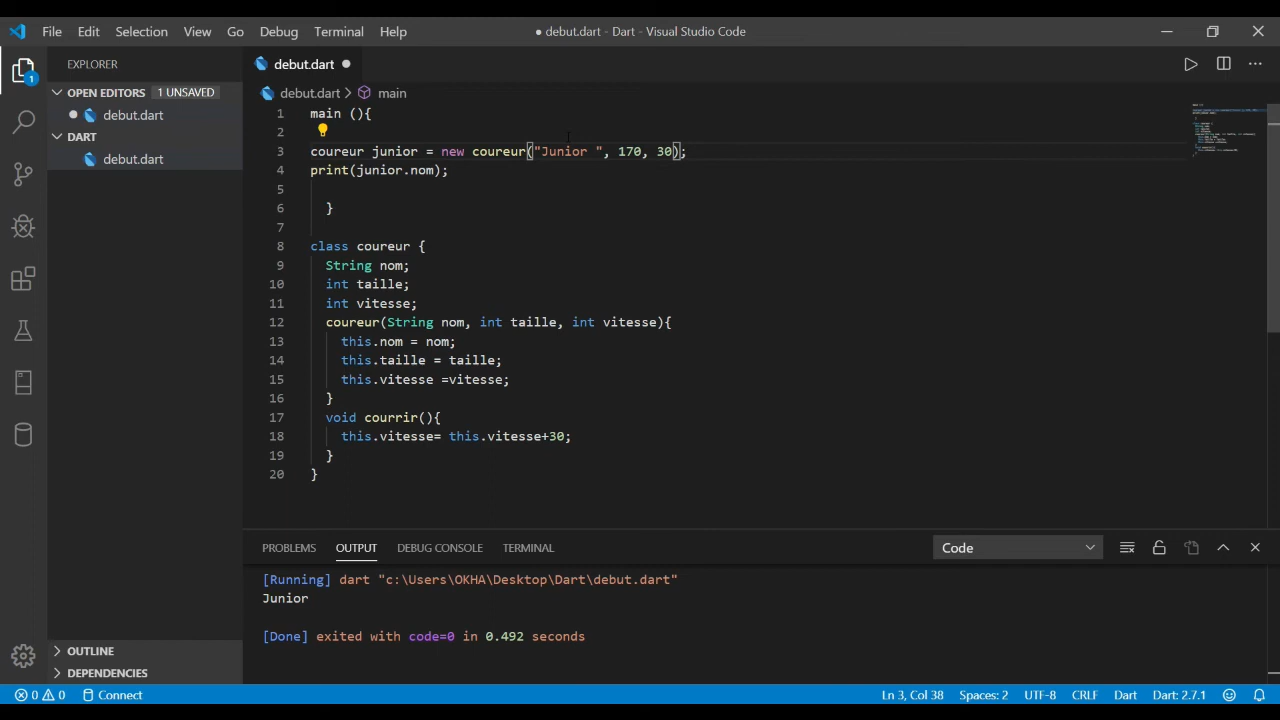 File Edit Selection View Go Debug Terminal Help
● debut.dart - Dart - Visual Studio Code
EXPLORER
OPEN EDITORS 1 UNSAVED
debut.dart
DART
debut.dart
OUTLINE
DEPENDENCIES
1
debut.dart
debut.dart > main
1 main (){
2
3 coureur junior = new coureur("Junior ", 170, 30);
4 print(junior.nom);
5
6 }
7
8 class coureur {
9 String nom;
10 int taille;
11 int vitesse;
12 coureur(String nom, int taille, int vitesse){
13 this.nom = nom;
14 this.taille = taille;
15 this.vitesse =vitesse;
16 }
17 void courrir(){
18 this.vitesse= this.vitesse+30;
19 }
20 }
PROBLEMS OUTPUT DEBUG CONSOLE TERMINAL
Code
[Running] dart "c:\Users\OKHA\Desktop\Dart\debut.dart"
Junior
[Done] exited with code=0 in 0.492 seconds
0 0 Connect
Ln 3, Col 38 Spaces: 2 UTF-8 CRLF Dart Dart: 2.7.1